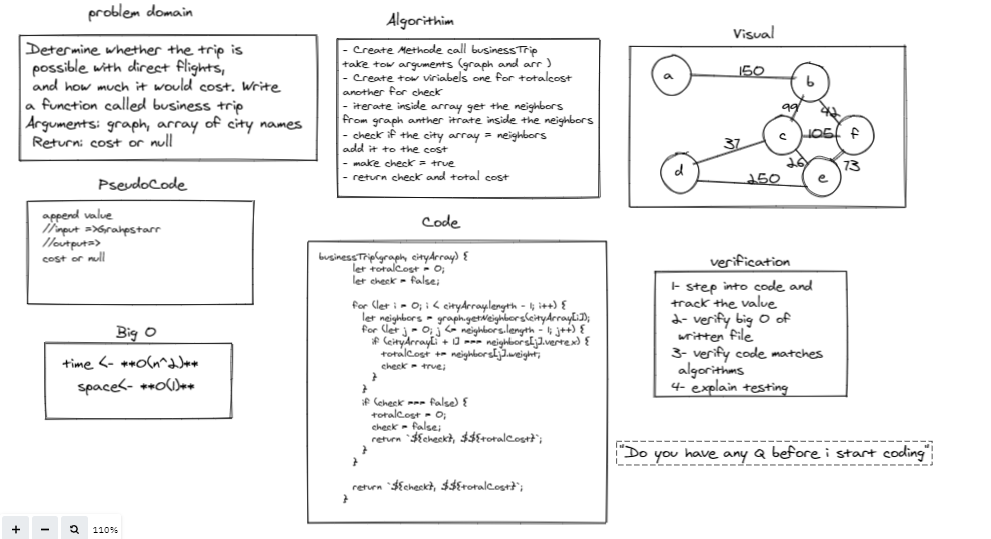 problem domain
Determine whether the trip is
possible with direct flights,
and how much it would cost. Write
a function called business trip
Arguments: graph, array of city names
Return: cost or null
Algorithim
- Create Methode call businessTrip
take tow arguments (graph and arr )
- Create tow viriabels one for totalcost
another for check
- iterate inside array get the neighbors
from graph anther itrate inside the neighbors
- check if the city array = neighbors
add it to the cost
- make check = true
- return check and total cost
Visual
a
150
b
99
42
c
105
f
37
26
73
d
250
e
PseudoCode
append value
//input =>Grahpstarr
//output=>
cost or null
Big O
time <- **O(n^2)**
space<- **O(1)**
Code
businessTrip(graph, cityArray) {
let totalCost = 0;
let check = false;
for (let i = 0; i < cityArray.length - 1; i++) {
let neighbors = graph.getNeighbors(cityArray[i]);
for (let j = 0; j <= neighbors.length - 1; j++) {
if (cityArray[i + 1] === neighbors[j].vertex) {
totalCost += neighbors[j].weight;
check = true;
}
}
if (check === false) {
totalCost = 0;
check = false;
return `${check}, $${totalCost}`;
}
}
return `${check}, $${totalCost}`;
}
verification
1- step into code and
track the value
2- verify big O of
written file
3- verify code matches
algorithms
4- explain testing
"Do you have any Q before i start coding"
110%